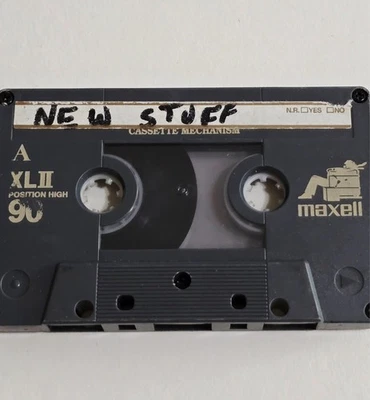 NEW STUFF
N.R. ☐YES ☐NO
CASSETTE MECHANISM
A
XLII
POSITION HIGH
90
maxell